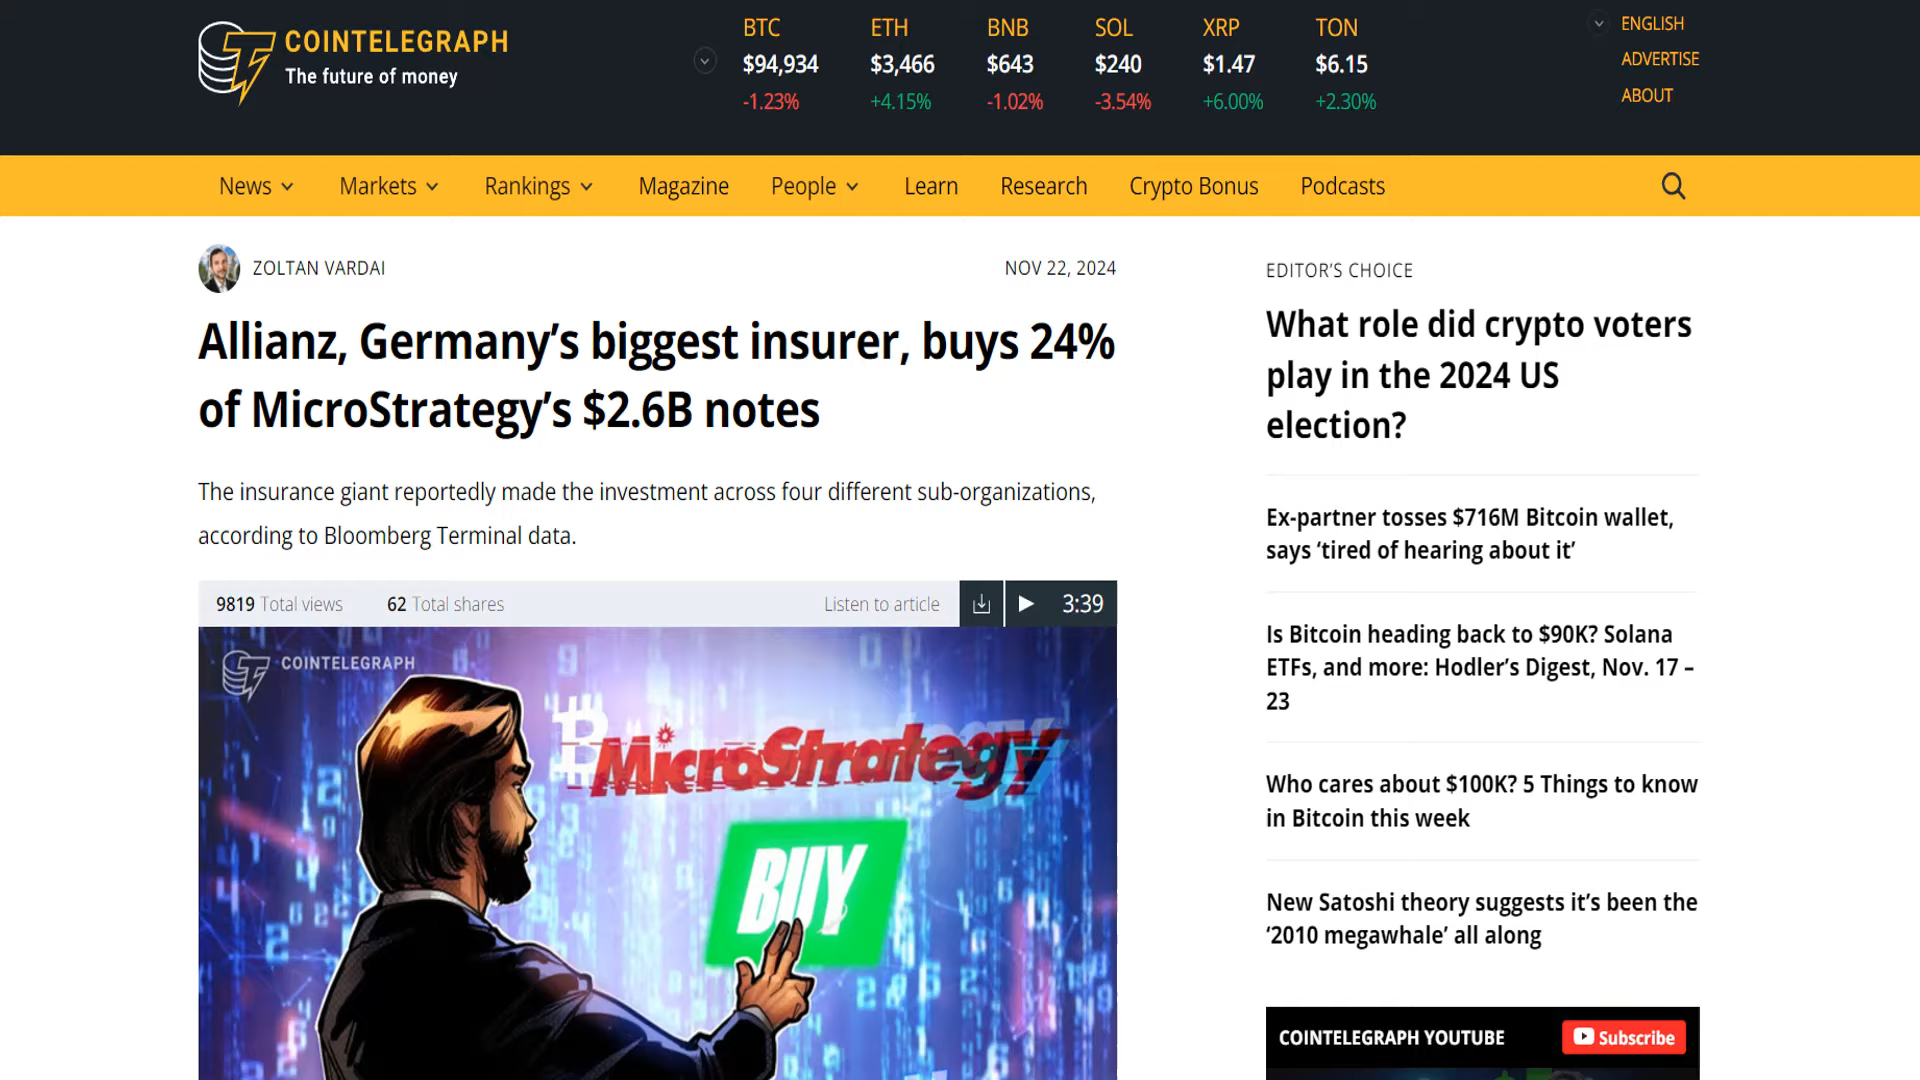 COINTELEGRAPH
The future of money
BTC
$94,934
-1.23%
ETH
$3,466
+4.15%
BNB
$643
-1.02%
SOL
$240
-3.54%
XRP
$1.47
+6.00%
TON
$6.15
+2.30%
ENGLISH
ADVERTISE
ABOUT
News Markets Rankings Magazine People Learn Research Crypto Bonus Podcasts
ZOLTAN VARDAI
NOV 22, 2024
Allianz, Germany’s biggest insurer, buys 24%
of MicroStrategy’s $2.6B notes
The insurance giant reportedly made the investment across four different sub-organizations,
according to Bloomberg Terminal data.
9819 Total views 62 Total shares Listen to article 3:39
COINTELEGRAPH
MicroStrategy
BUY
EDITOR’S CHOICE
What role did crypto voters
play in the 2024 US
election?
Ex-partner tosses $716M Bitcoin wallet,
says ‘tired of hearing about it’
Is Bitcoin heading back to $90K? Solana
ETFs, and more: Hodler’s Digest, Nov. 17 –
23
Who cares about $100K? 5 Things to know
in Bitcoin this week
New Satoshi theory suggests it’s been the
‘2010 megawhale’ all along
COINTELEGRAPH YOUTUBE
Subscribe